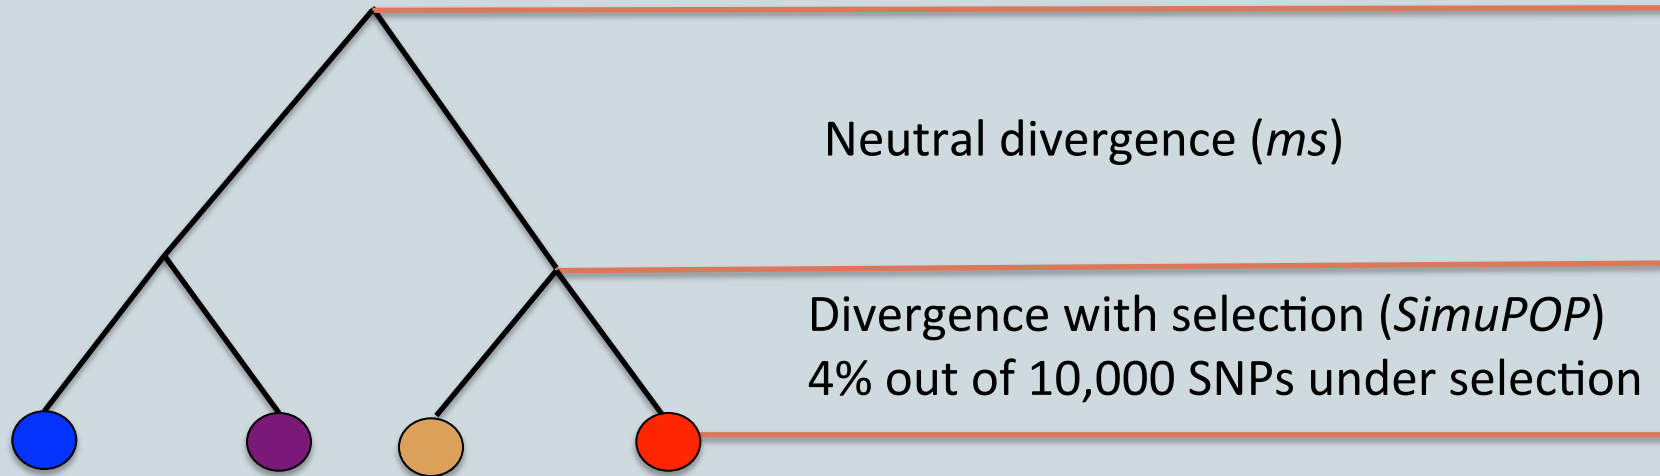 Neutral divergence (ms)
Divergence with selection (SimuPOP)
4% out of 10,000 SNPs under selection